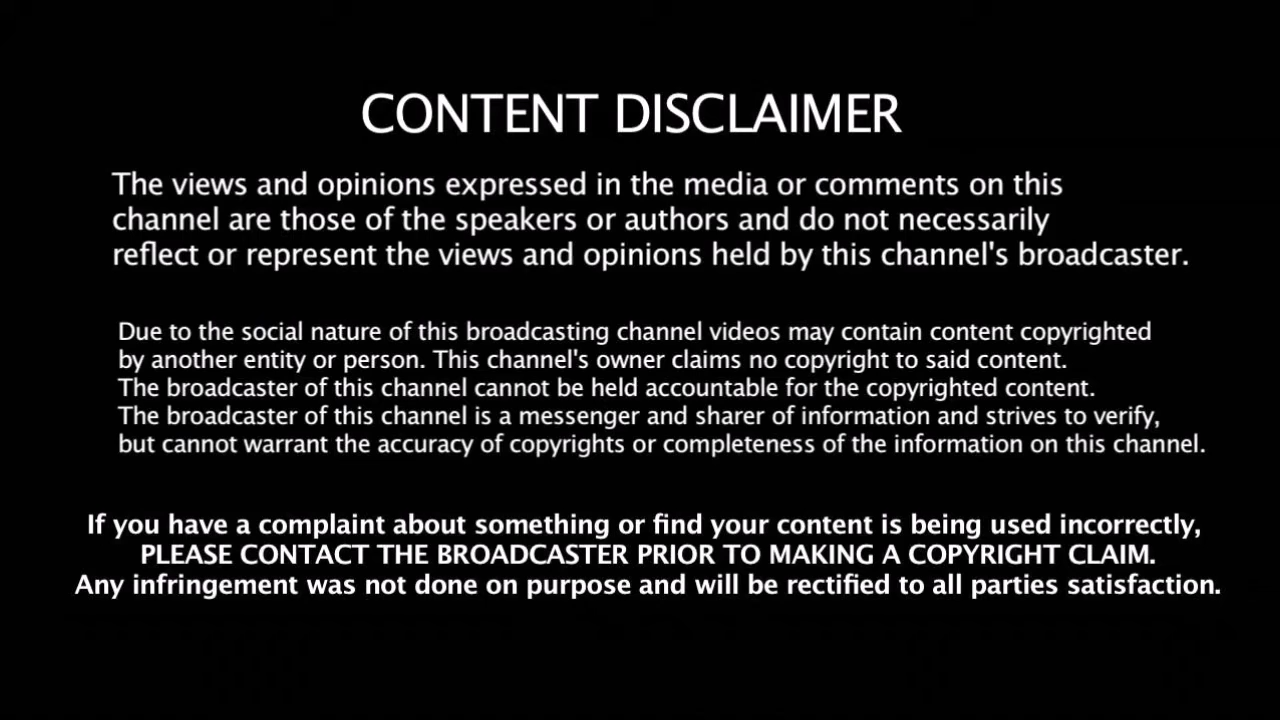 CONTENT DISCLAIMER
The views and opinions expressed in the media or comments on this
channel are those of the speakers or authors and do not necessarily
reflect or represent the views and opinions held by this channel's broadcaster.
Due to the social nature of this broadcasting channel videos may contain content copyrighted
by another entity or person. This channel's owner claims no copyright to said content.
The broadcaster of this channel cannot be held accountable for the copyrighted content.
The broadcaster of this channel is a messenger and sharer of information and strives to verify,
but cannot warrant the accuracy of copyrights or completeness of the information on this channel.
If you have a complaint about something or find your content is being used incorrectly,
PLEASE CONTACT THE BROADCASTER PRIOR TO MAKING A COPYRIGHT CLAIM.
Any infringement was not done on purpose and will be rectified to all parties satisfaction.